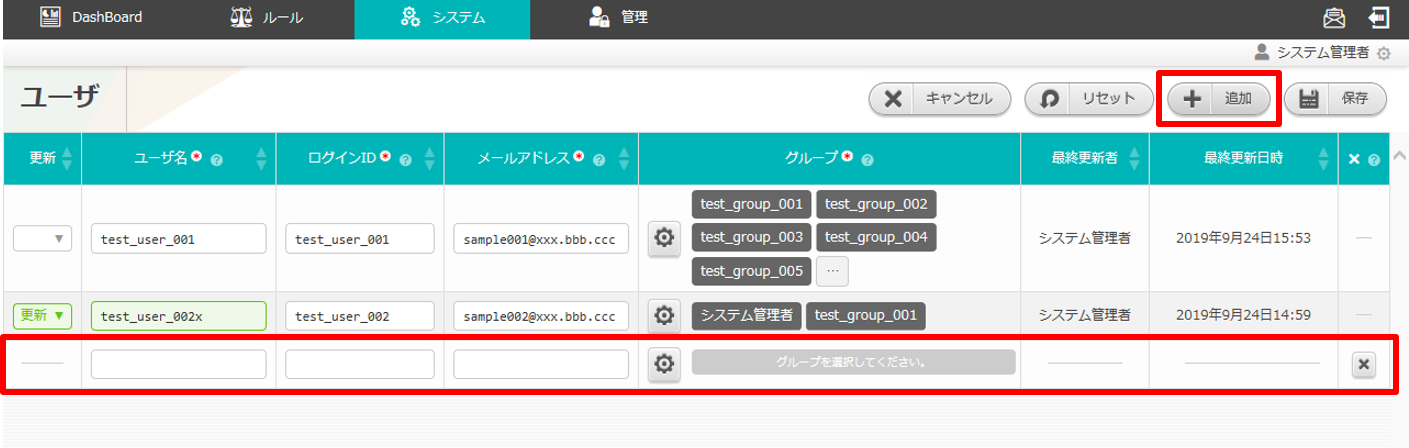 DashBoard ルール システム 管理
システム管理者
ユーザ キャンセル リセット 追加 保存
更新 ユーザ名 ログインID メールアドレス グループ 最終更新者 最終更新日時
test_group_001 test_group_002
test_user_001 test_user_001 sample001@xxx.bbb.ccc test_group_003 test_group_004 システム管理者 2019年9月24日15:53
test_group_005 ...
更新 ▼ test_user_002x test_user_002 sample002@xxx.bbb.ccc システム管理者 test_group_001 システム管理者 2019年9月24日14:59
グループを選択してください。